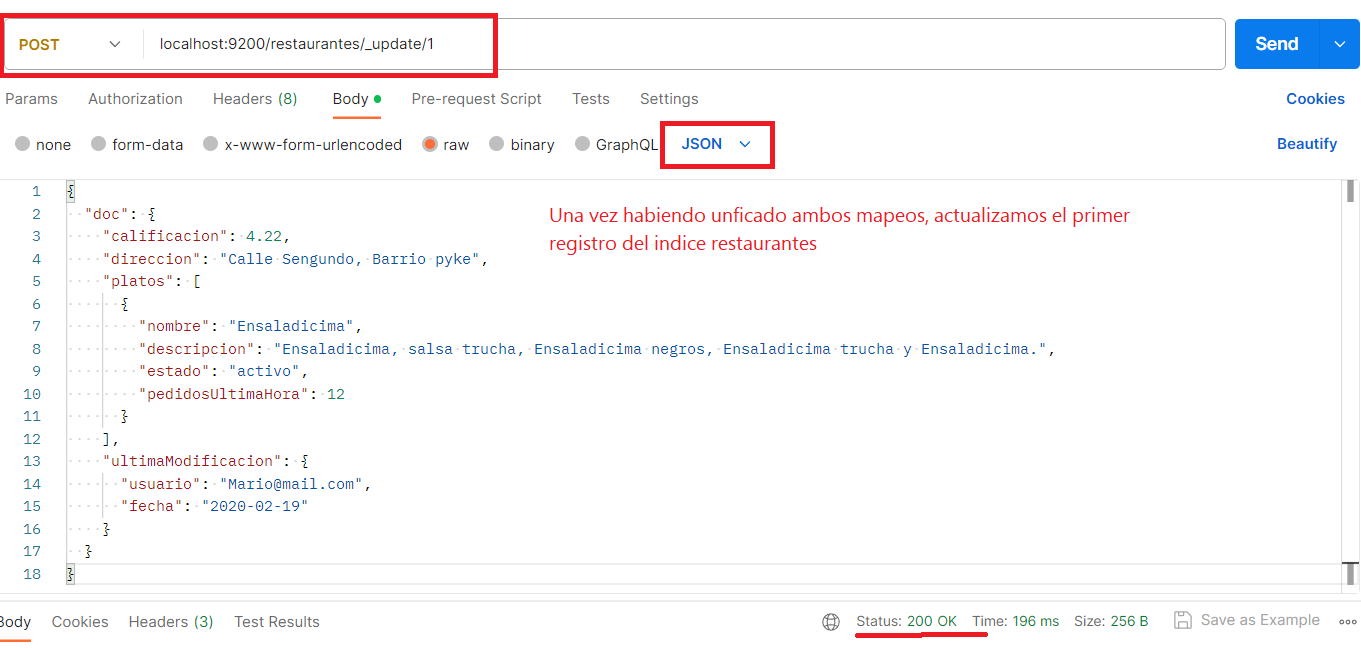 POST localhost:9200/restaurantes/_update/1 Send
Params Authorization Headers (8) Body Pre-request Script Tests Settings Cookies
none form-data x-www-form-urlencoded raw binary GraphQL JSON Beautify
1 {
2 "doc": {
3 "calificacion": 4.22,
4 "direccion": "Calle Sengundo, Barrio pyke",
5 "platos": [
6 {
7 "nombre": "Ensaladicima",
8 "descripcion": "Ensaladicima, salsa trucha, Ensaladicima negros, Ensaladicima trucha y Ensaladicima.",
9 "estado": "activo",
10 "pedidosUltimaHora": 12
11 }
12 ],
13 "ultimaModificacion": {
14 "usuario": "Mario@mail.com",
15 "fecha": "2020-02-19"
16 }
17 }
18 }
Una vez habiendo unficado ambos mapeos, actualizamos el primer
registro del indice restaurantes
Body Cookies Headers (3) Test Results Status: 200 OK Time: 196 ms Size: 256 B Save as Example